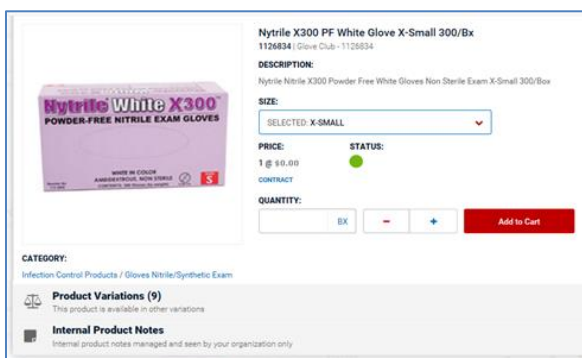 Nytrile X300 PF White Glove X-Small 300/Bx
1126834 | Glove Club - 1126834
DESCRIPTION:
Nytrile Nitrile X300 Powder Free White Gloves Non Sterile Exam X-Small 300/Box
SIZE:
SELECTED: X-SMALL
PRICE:
STATUS:
1 @ $0.00
CONTRACT
QUANTITY:
BX
-
+
Add to Cart
Nytrile White X300™
POWDER-FREE NITRILE EXAM GLOVES
WHITE IN COLOR
AMBIDEXTROUS, NON STERILE
S
CATEGORY:
Infection Control Products / Gloves Nitrile/Synthetic Exam
Product Variations (9)
This product is available in other variations
Internal Product Notes
Internal product notes managed and seen by your organization only